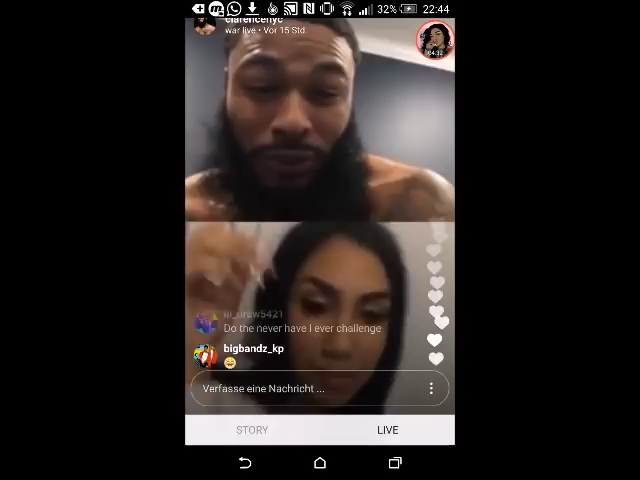 32% 22:44
clarencenyc
war live • Vor 15 Std.
Do the never have I ever challenge
bigbandz_kp
Verfasse eine Nachricht ...
STORY LIVE